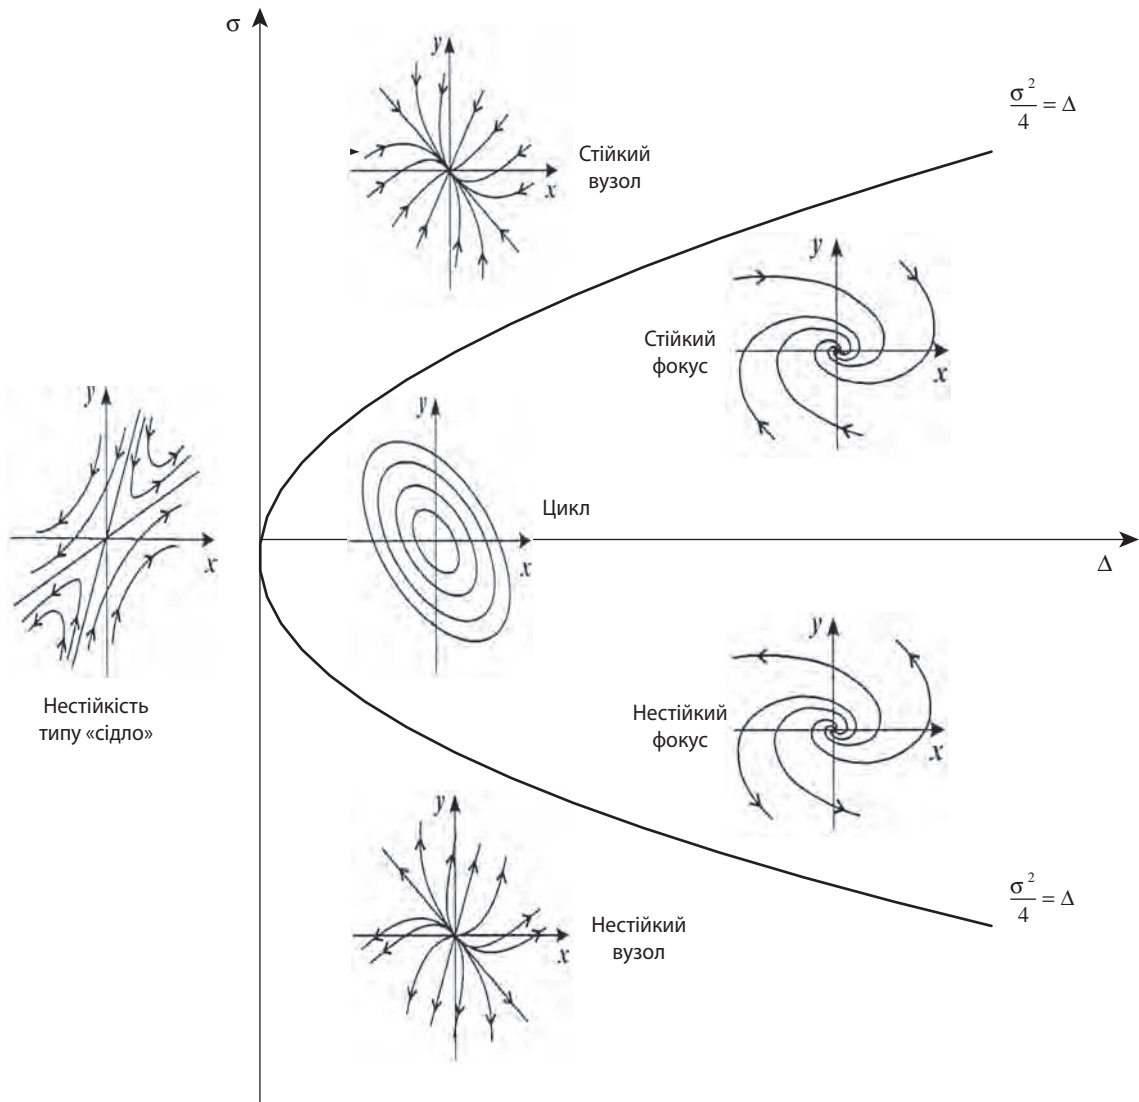 σ
y
x
Стійкий
вузол
σ²/4 = Δ
y
x
Стійкий
фокус
y
x
Нестійкість
типу «сідло»
y
x
Цикл
Δ
y
x
Нестійкий
фокус
y
x
Нестійкий
вузол
σ²/4 = Δ